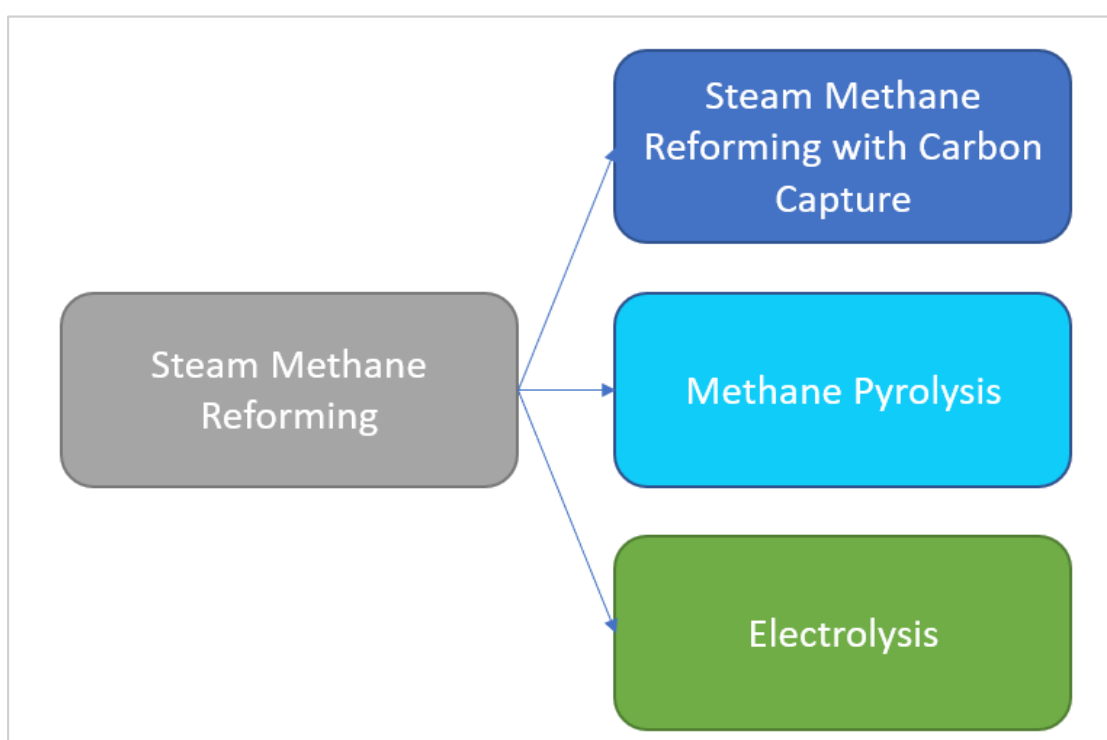 Steam Methane
Reforming
Steam Methane
Reforming with Carbon
Capture
Methane Pyrolysis
Electrolysis